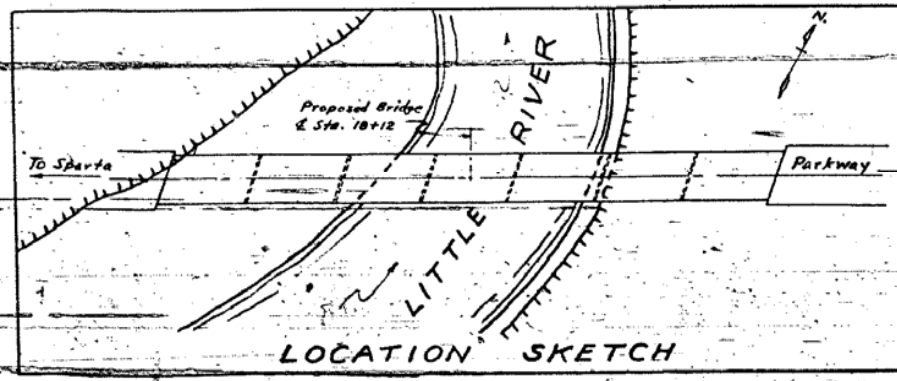 N.
Proposed Bridge
℄ Sta. 18+12
To Sparta
Parkway
LITTLE RIVER
LOCATION SKETCH